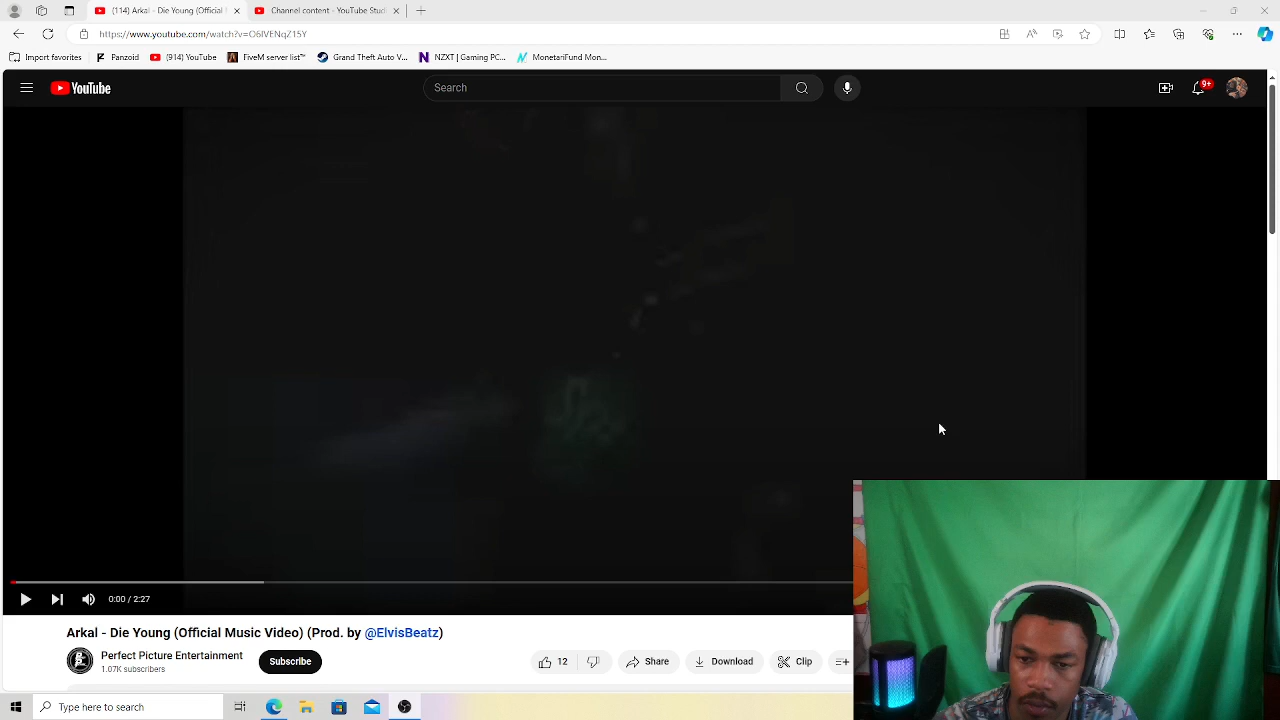 (114) Arkal - Die Young (Official
Channel content - YouTube Stud
https://www.youtube.com/watch?v=O6lVENqZ15Y
Import favorites
Panzoid
(914) YouTube
FiveM server list™
Grand Theft Auto V...
NZXT | Gaming PC...
MonetariFund Mon...
YouTube
Search
9+
0:00 / 2:27
Arkal - Die Young (Official Music Video) (Prod. by @ElvisBeatz)
Perfect Picture Entertainment
1.07K subscribers
Subscribe
12
Share
Download
Clip
Type here to search